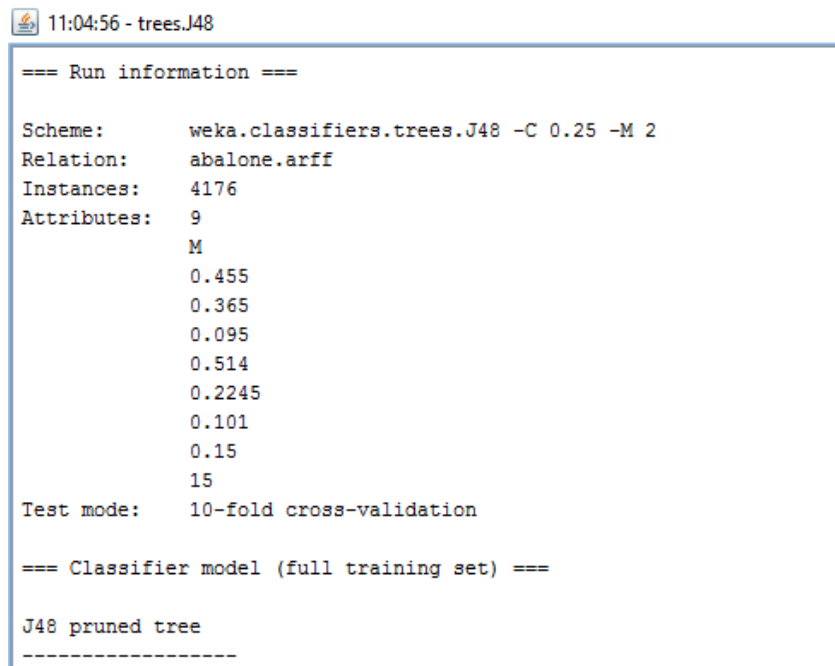 11:04:56 - trees.J48
=== Run information ===
Scheme: weka.classifiers.trees.J48 -C 0.25 -M 2
Relation: abalone.arff
Instances: 4176
Attributes: 9
M
0.455
0.365
0.095
0.514
0.2245
0.101
0.15
15
Test mode: 10-fold cross-validation
=== Classifier model (full training set) ===
J48 pruned tree
------------------